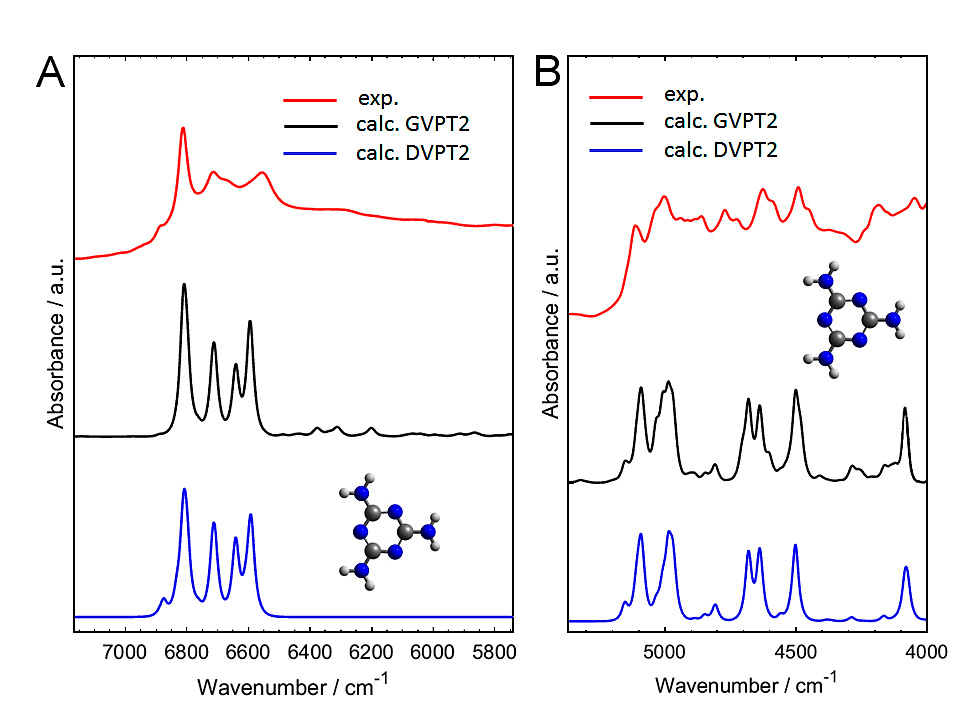 A
exp.
calc. GVPT2
calc. DVPT2
Absorbance / a.u.
7000 6800 6600 6400 6200 6000 5800
Wavenumber / cm-1
B
exp.
calc. GVPT2
calc. DVPT2
Absorbance / a.u.
5000 4500 4000
Wavenumber / cm-1